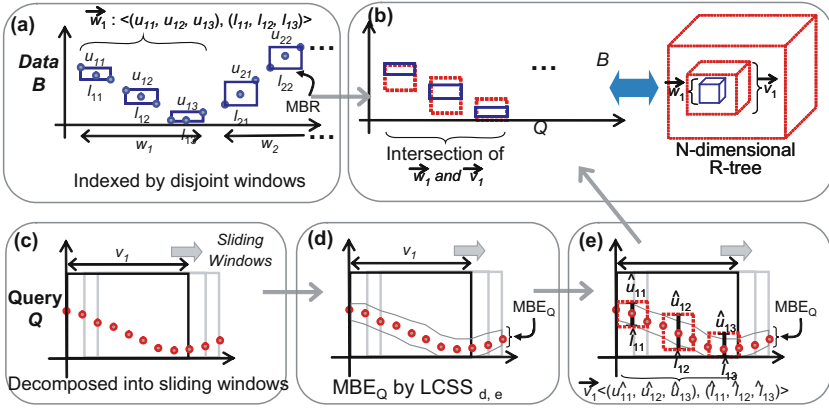 (a) w₁ : <(u₁₁, u₁₂, u₁₃), (l₁₁, l₁₂, l₁₃)>
Data
B
u₁₁
l₁₁
u₁₂
l₁₂
u₁₃
l₁₃
u₂₁
l₂₁
u₂₂
l₂₂
...
MBR
w₁
w₂
...
Indexed by disjoint windows
(b)
...
B
Q
Intersection of
w₁ and v₁
w₁
v₁
N-dimensional
R-tree
(c)
v₁
Sliding
Windows
Query
Q
Decomposed into sliding windows
(d)
v₁
MBE_Q
MBE_Q by LCSS d, e
(e)
û₁₁
û₁₂
û₁₃
l̂₁₁
l̂₁₂
l̂₁₃
MBE_Q
v₁<(û₁₁, û₁₂, û₁₃), (l̂₁₁, l̂₁₂, l̂₁₃)>